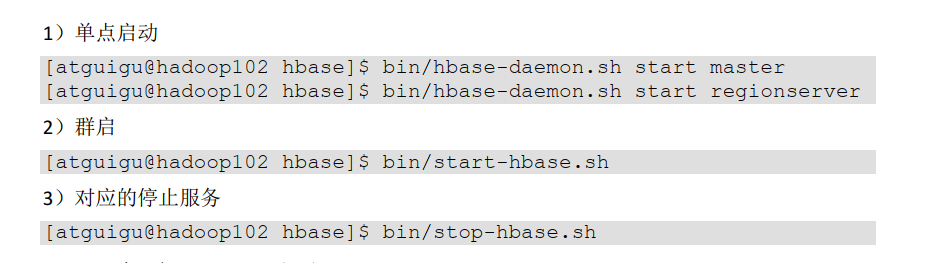 1）单点启动
[atguigu@hadoop102 hbase]$ bin/hbase-daemon.sh start master
[atguigu@hadoop102 hbase]$ bin/hbase-daemon.sh start regionserver
2）群启
[atguigu@hadoop102 hbase]$ bin/start-hbase.sh
3）对应的停止服务
[atguigu@hadoop102 hbase]$ bin/stop-hbase.sh